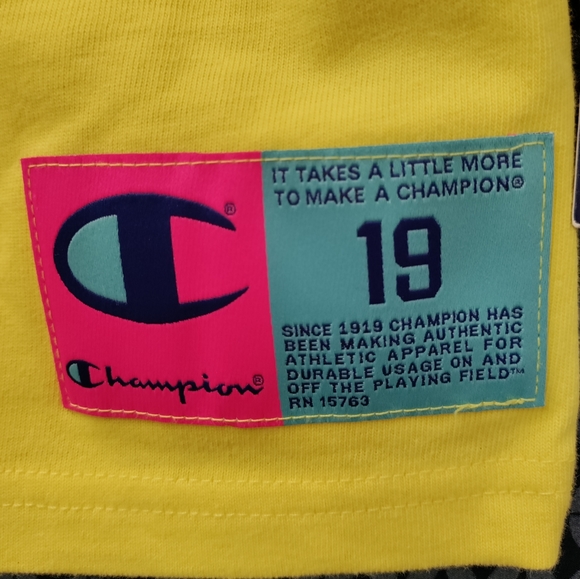 ®
Champion®
IT TAKES A LITTLE MORE
TO MAKE A CHAMPION®
19
SINCE 1919 CHAMPION HAS
BEEN MAKING AUTHENTIC
ATHLETIC APPAREL FOR
DURABLE USAGE ON AND
OFF THE PLAYING FIELD™
RN 15763